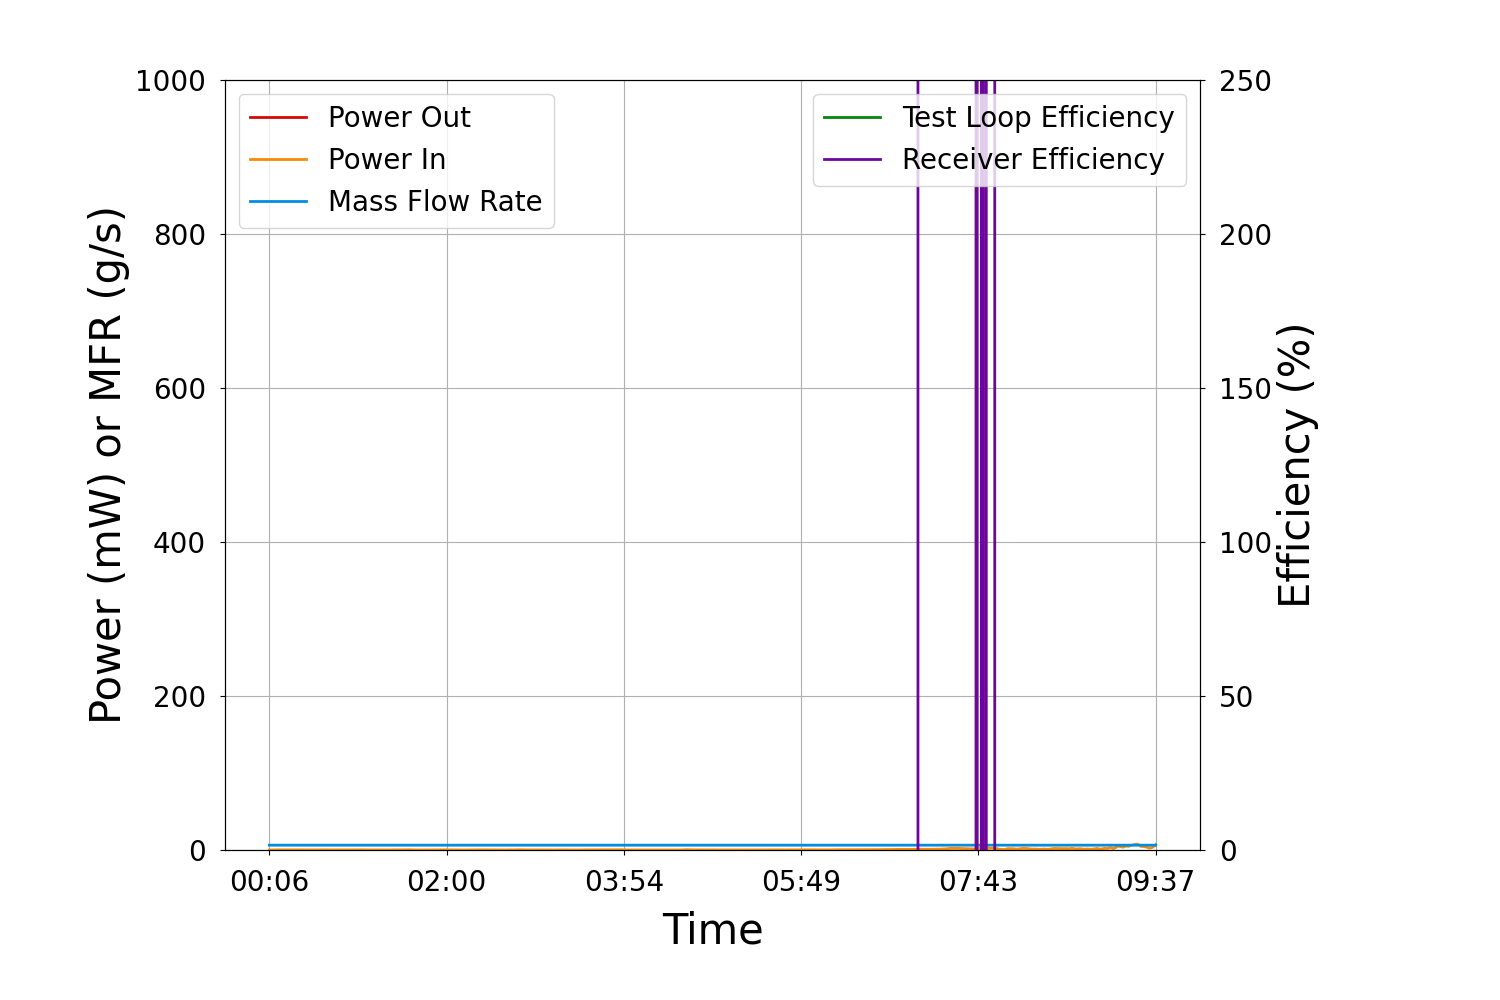 Power Out
Power In
Mass Flow Rate
Test Loop Efficiency
Receiver Efficiency
1000
800
600
400
200
0
Power (mW) or MFR (g/s)
250
200
150
100
50
0
Efficiency (%)
00:06 02:00 03:54 05:49 07:43 09:37
Time